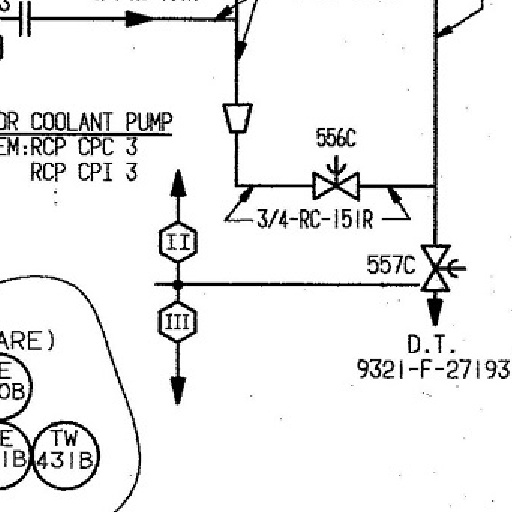 3
OR COOLANT PUMP
EM:RCP CPC 3
RCP CPI 3
556C
3/4-RC-151R
II
557C
III
D.T.
9321-F-27193
ARE)
E
0B
E
1B
TW
431B